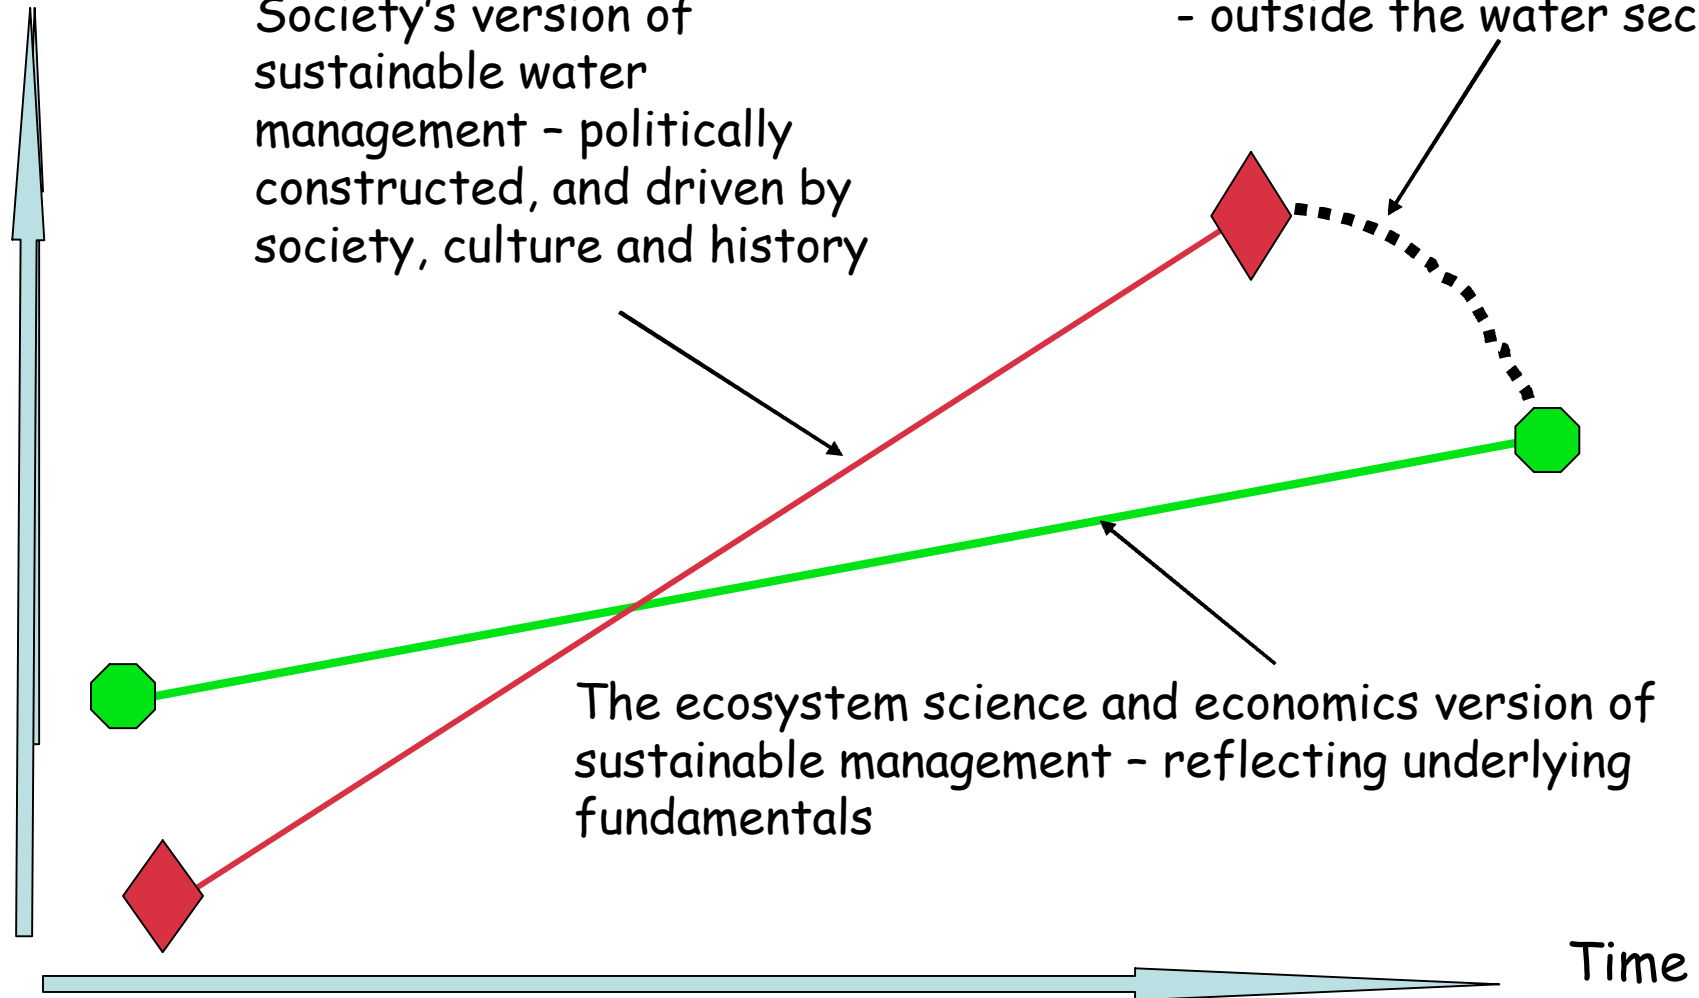 Society's version of
sustainable water
management – politically
constructed, and driven by
society, culture and history
- outside the water sec
The ecosystem science and economics version of
sustainable management – reflecting underlying
fundamentals
Time